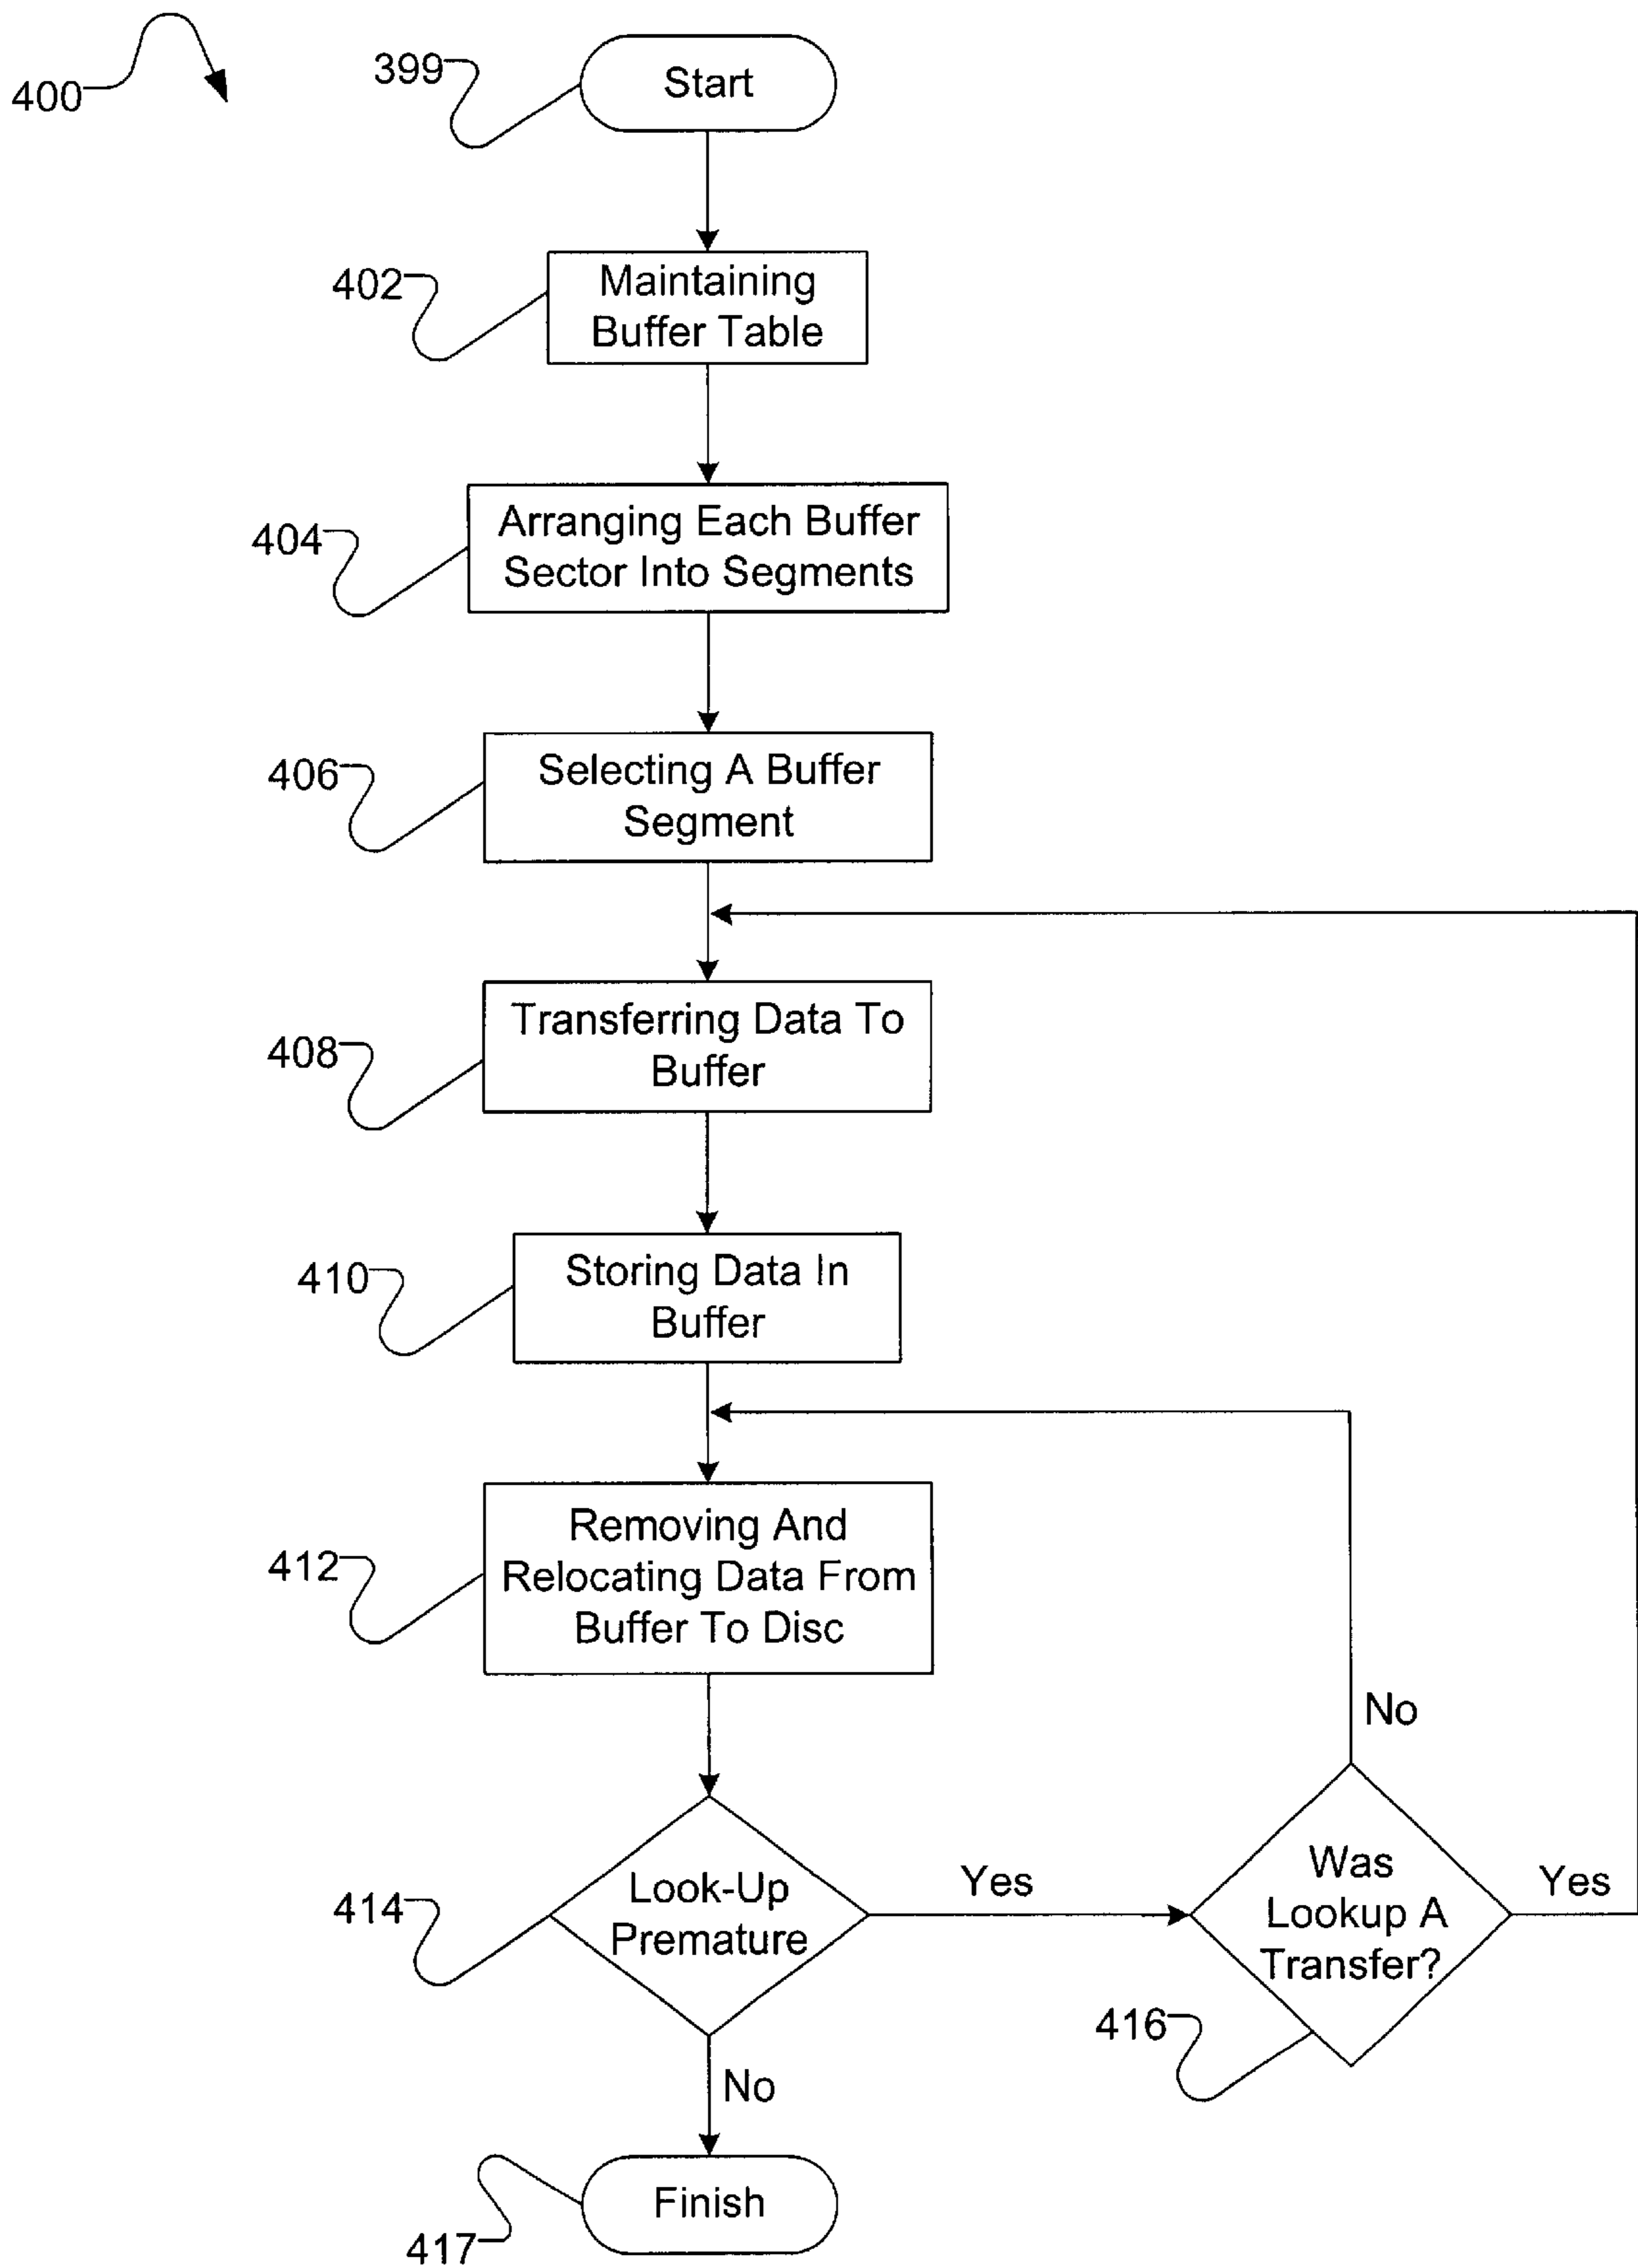 400
399
Start
402
Maintaining
Buffer Table
404
Arranging Each Buffer
Sector Into Segments
406
Selecting A Buffer
Segment
408
Transferring Data To
Buffer
410
Storing Data In
Buffer
412
Removing And
Relocating Data From
Buffer To Disc
No
414
Look-Up
Premature
Yes
Was
Lookup A
Transfer?
Yes
416
No
Finish
417